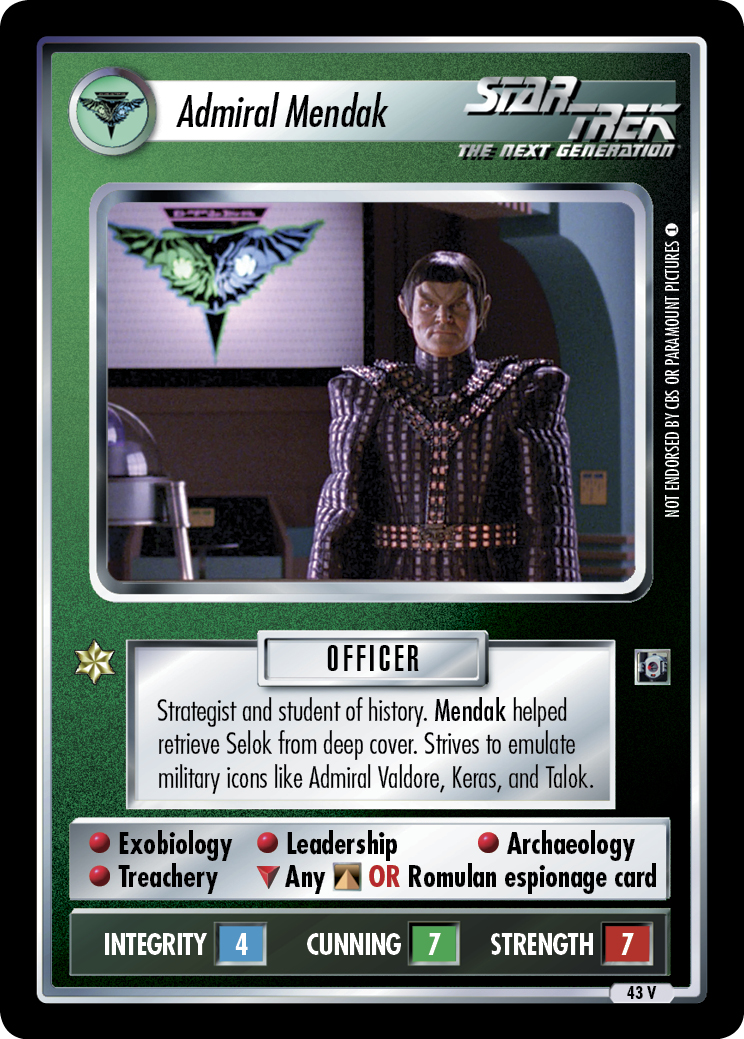 Admiral Mendak
STAR TREK
THE NEXT GENERATION
NOT ENDORSED BY CBS OR PARAMOUNT PICTURES 1
OFFICER
Strategist and student of history. Mendak helped
retrieve Selok from deep cover. Strives to emulate
military icons like Admiral Valdore, Keras, and Talok.
Exobiology Leadership Archaeology
Treachery Any OR Romulan espionage card
INTEGRITY 4 CUNNING 7 STRENGTH 7
43 V